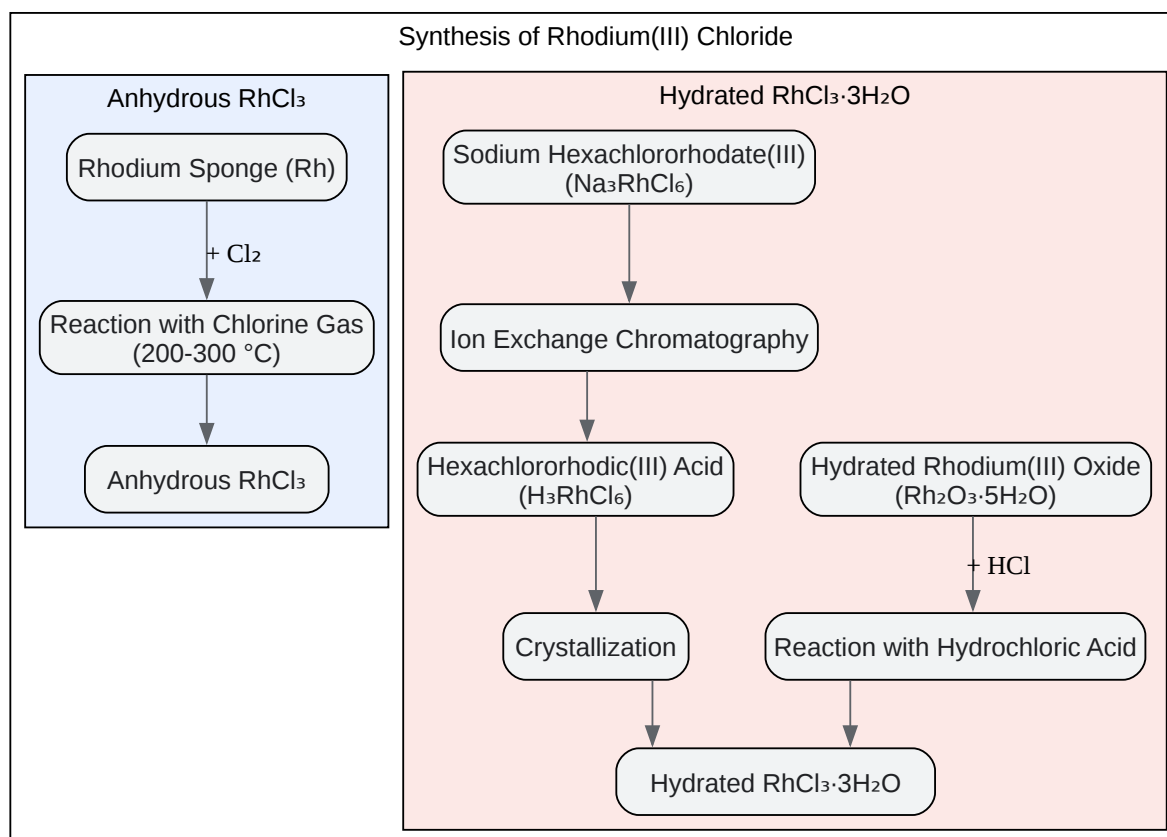 Synthesis of Rhodium(III) Chloride
Anhydrous RhCl₃
Rhodium Sponge (Rh)
+ Cl₂
Reaction with Chlorine Gas
(200-300 °C)
Anhydrous RhCl₃
Hydrated RhCl₃·3H₂O
Sodium Hexachlororhodate(III)
(Na₃RhCl₆)
Ion Exchange Chromatography
Hexachlororhodic(III) Acid
(H₃RhCl₆)
Crystallization
Hydrated Rhodium(III) Oxide
(Rh₂O₃·5H₂O)
+ HCl
Reaction with Hydrochloric Acid
Hydrated RhCl₃·3H₂O